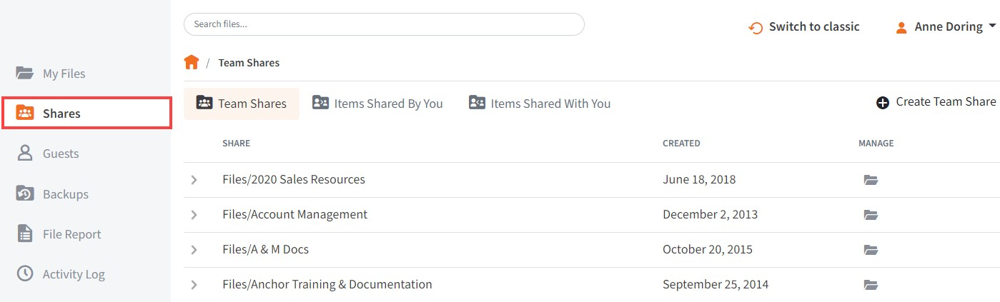 Search files...
Switch to classic
Anne Doring
/ Team Shares
My Files
Shares
Guests
Backups
File Report
Activity Log
Team Shares Items Shared By You Items Shared With You Create Team Share
SHARE CREATED MANAGE
Files/2020 Sales Resources June 18, 2018
Files/Account Management December 2, 2013
Files/A & M Docs October 20, 2015
Files/Anchor Training & Documentation September 25, 2014